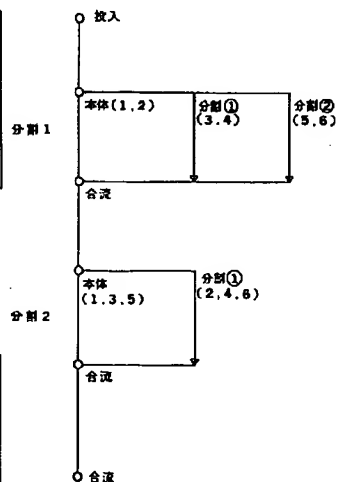 投入
本体(1,2)
分割①
(3.4)
分割②
(5,6)
分割1
合流
本体
(1.3.5)
分割①
(2,4.6)
分割2
合流
合流